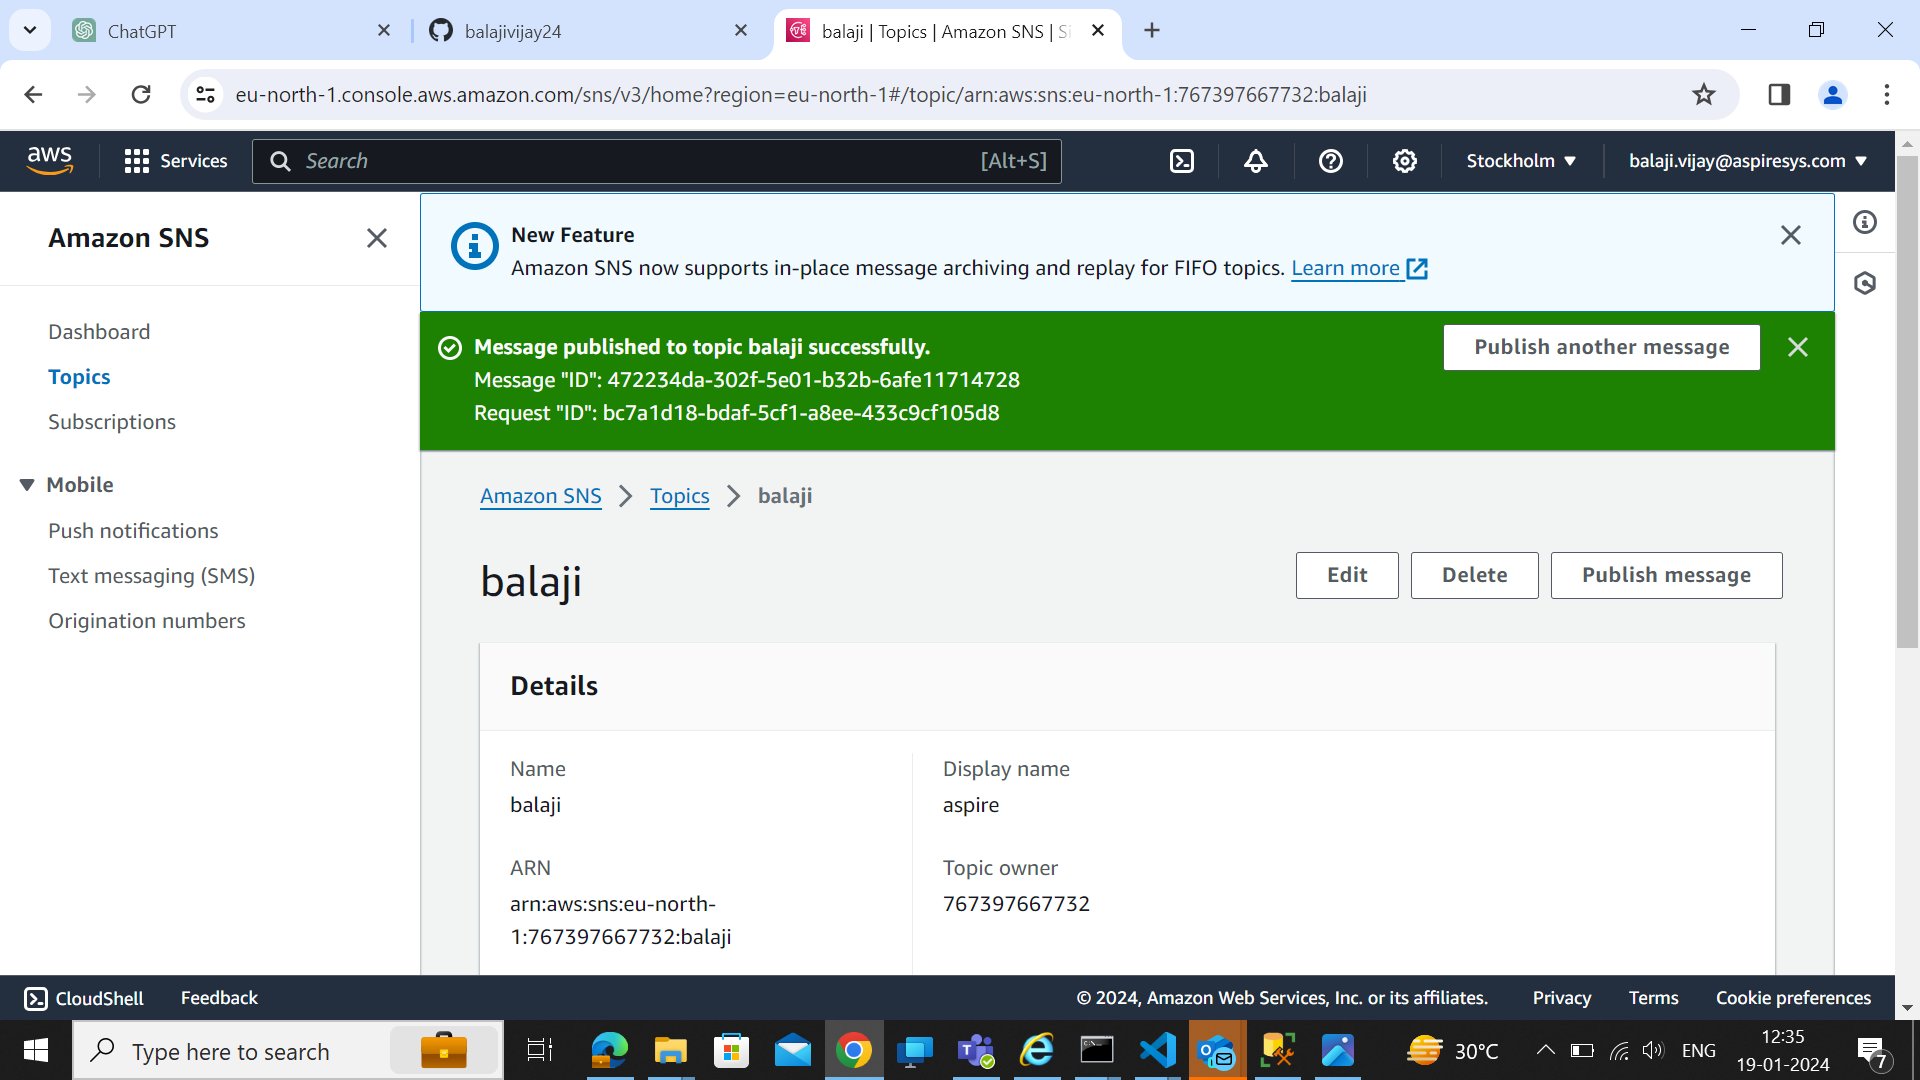 ChatGPT
balajivijay24
balaji | Topics | Amazon SNS | Si
eu-north-1.console.aws.amazon.com/sns/v3/home?region=eu-north-1#/topic/arn:aws:sns:eu-north-1:767397667732:balaji
aws
Services
Search
[Alt+S]
Stockholm
balaji.vijay@aspiresys.com
Amazon SNS
Dashboard
Topics
Subscriptions
Mobile
Push notifications
Text messaging (SMS)
Origination numbers
New Feature
Amazon SNS now supports in-place message archiving and replay for FIFO topics. Learn more
Message published to topic balaji successfully.
Message "ID": 472234da-302f-5e01-b32b-6afe11714728
Request "ID": bc7a1d18-bdaf-5cf1-a8ee-433c9cf105d8
Publish another message
Amazon SNS
Topics
balaji
balaji
Edit
Delete
Publish message
Details
Name
balaji
Display name
aspire
ARN
arn:aws:sns:eu-north-
1:767397667732:balaji
Topic owner
767397667732
CloudShell
Feedback
© 2024, Amazon Web Services, Inc. or its affiliates.
Privacy
Terms
Cookie preferences
Type here to search
30°C
ENG
12:35
19-01-2024
7